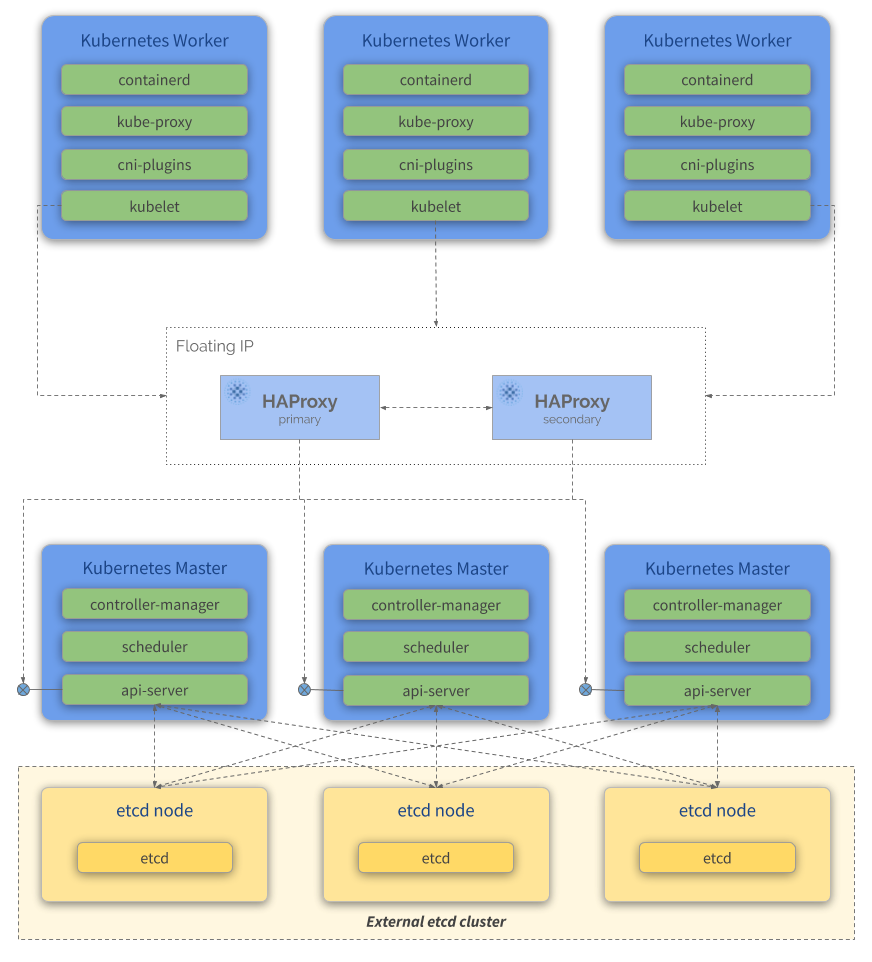 Kubernetes Worker
containerd
kube-proxy
cni-plugins
kubelet
Kubernetes Worker
containerd
kube-proxy
cni-plugins
kubelet
Kubernetes Worker
containerd
kube-proxy
cni-plugins
kubelet
Floating IP
HAProxy
primary
HAProxy
secondary
Kubernetes Master
controller-manager
scheduler
api-server
Kubernetes Master
controller-manager
scheduler
api-server
Kubernetes Master
controller-manager
scheduler
api-server
etcd node
etcd
etcd node
etcd
etcd node
etcd
External etcd cluster